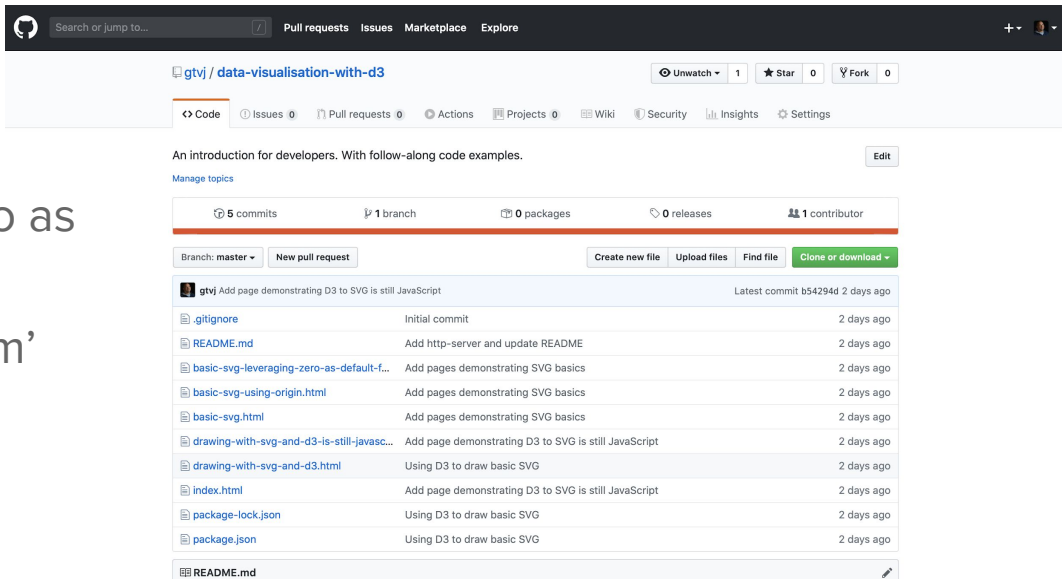 Search or jump to... / Pull requests Issues Marketplace Explore
gtvj / data-visualisation-with-d3 Unwatch 1 Star 0 Fork 0
Code Issues 0 Pull requests 0 Actions Projects 0 Wiki Security Insights Settings
An introduction for developers. With follow-along code examples. Edit
Manage topics
5 commits 1 branch 0 packages 0 releases 1 contributor
Branch: master New pull request Create new file Upload files Find file Clone or download
gtvj Add page demonstrating D3 to SVG is still JavaScript Latest commit b54294d 2 days ago
.gitignore Initial commit 2 days ago
README.md Add http-server and update README 2 days ago
basic-svg-leveraging-zero-as-default-f... Add pages demonstrating SVG basics 2 days ago
basic-svg-using-origin.html Add pages demonstrating SVG basics 2 days ago
basic-svg.html Add pages demonstrating SVG basics 2 days ago
drawing-with-svg-and-d3-is-still-javasc... Add page demonstrating D3 to SVG is still JavaScript 2 days ago
drawing-with-svg-and-d3.html Using D3 to draw basic SVG 2 days ago
index.html Add page demonstrating D3 to SVG is still JavaScript 2 days ago
package-lock.json Using D3 to draw basic SVG 2 days ago
package.json Using D3 to draw basic SVG 2 days ago
README.md
o as
m’